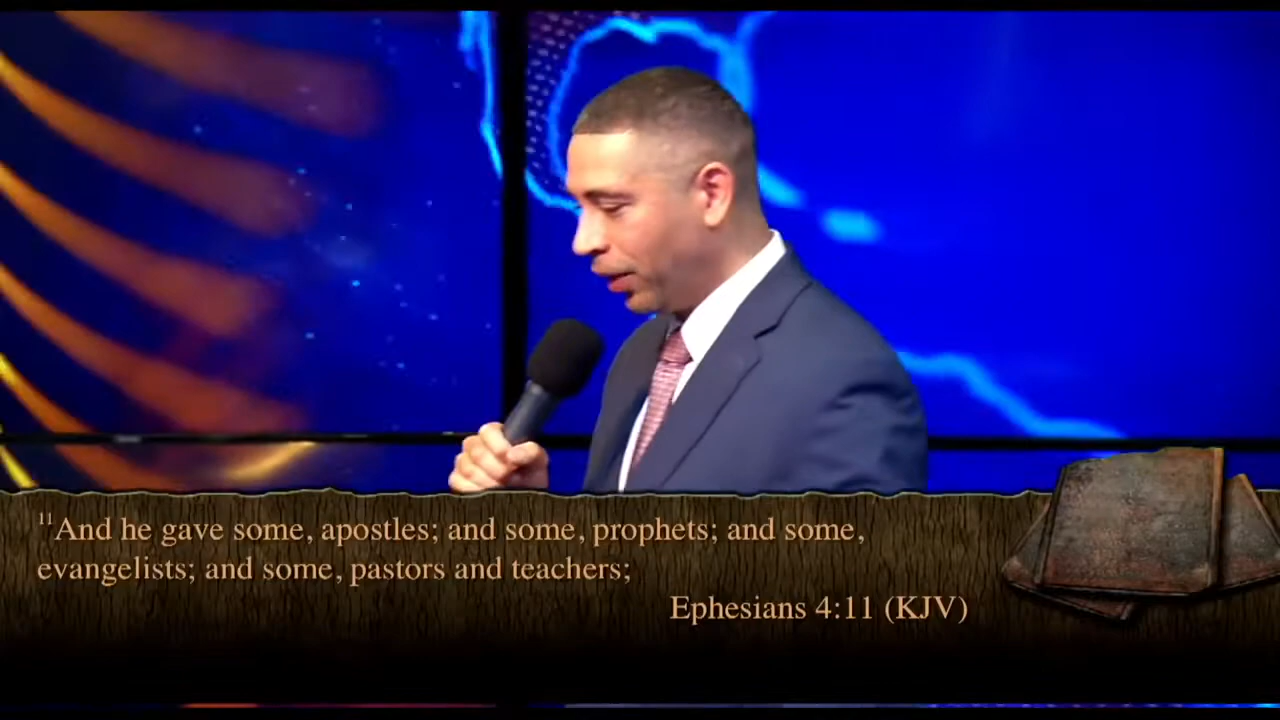 ¹¹And he gave some, apostles; and some, prophets; and some,
evangelists; and some, pastors and teachers;
Ephesians 4:11 (KJV)